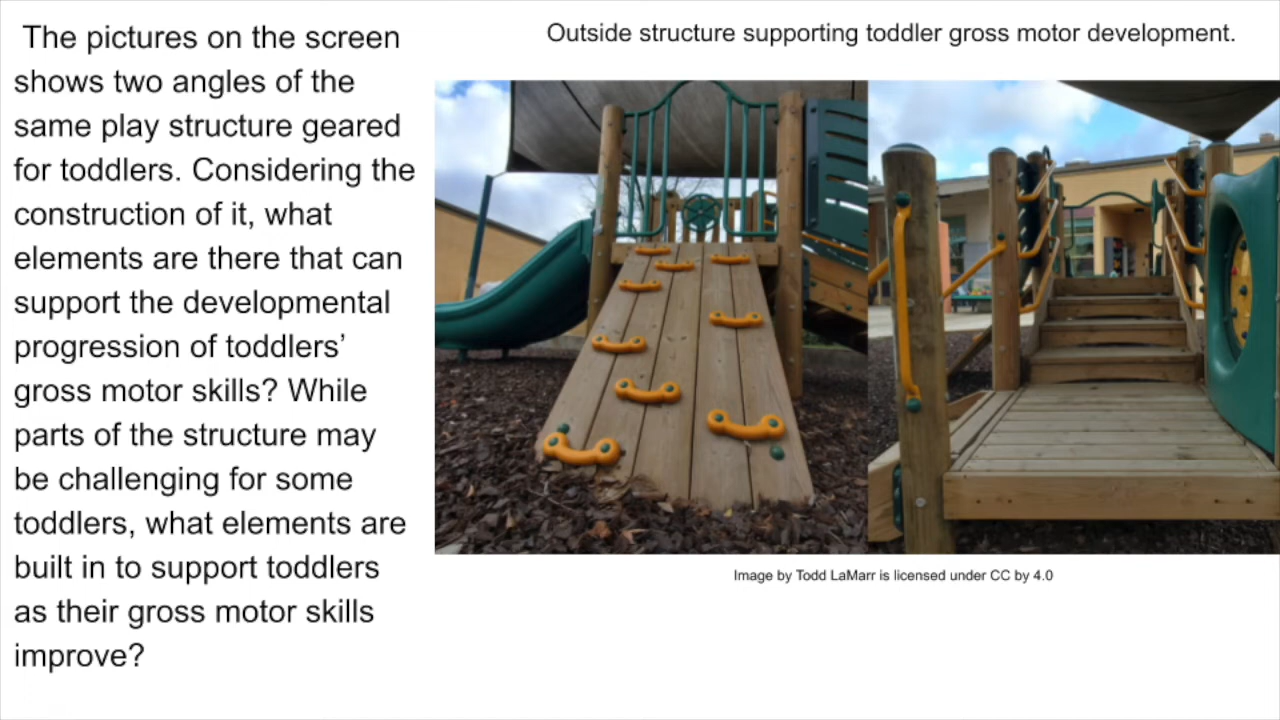 The pictures on the screen
shows two angles of the
same play structure geared
for toddlers. Considering the
construction of it, what
elements are there that can
support the developmental
progression of toddlers’
gross motor skills? While
parts of the structure may
be challenging for some
toddlers, what elements are
built in to support toddlers
as their gross motor skills
improve?
Outside structure supporting toddler gross motor development.
Image by Todd LaMarr is licensed under CC by 4.0